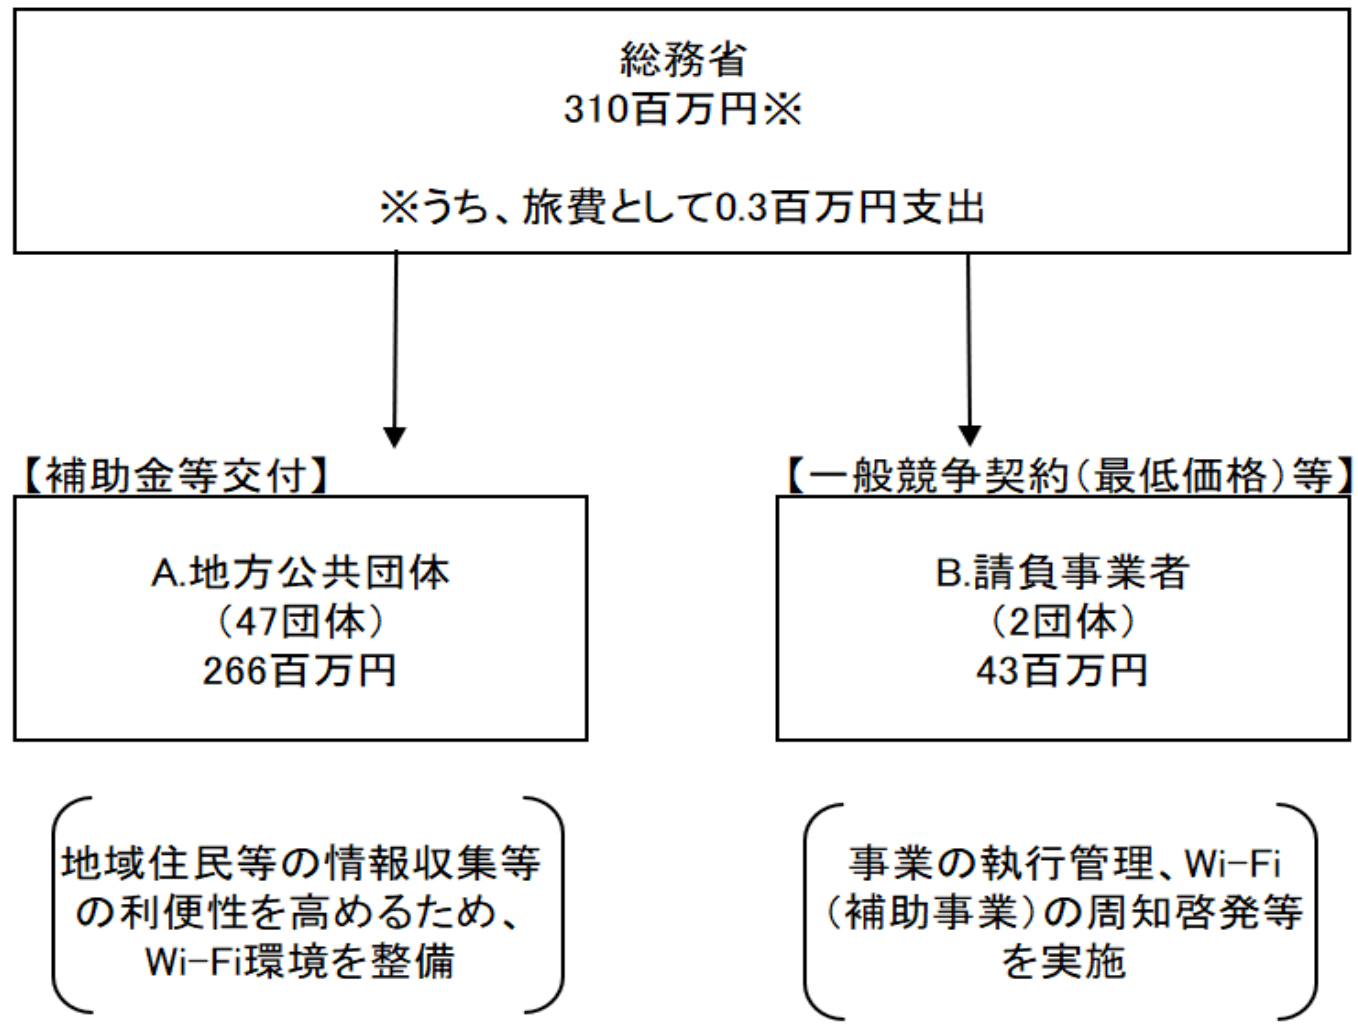 総務省
310百万円※
※うち、旅費として0.3百万円支出
【補助金等交付】
A.地方公共団体
(47団体)
266百万円
地域住民等の情報収集等
の利便性を高めるため、
Wi-Fi環境を整備
【一般競争契約(最低価格)等】
B.請負事業者
(2団体)
43百万円
事業の執行管理、Wi-Fi
(補助事業)の周知啓発等
を実施